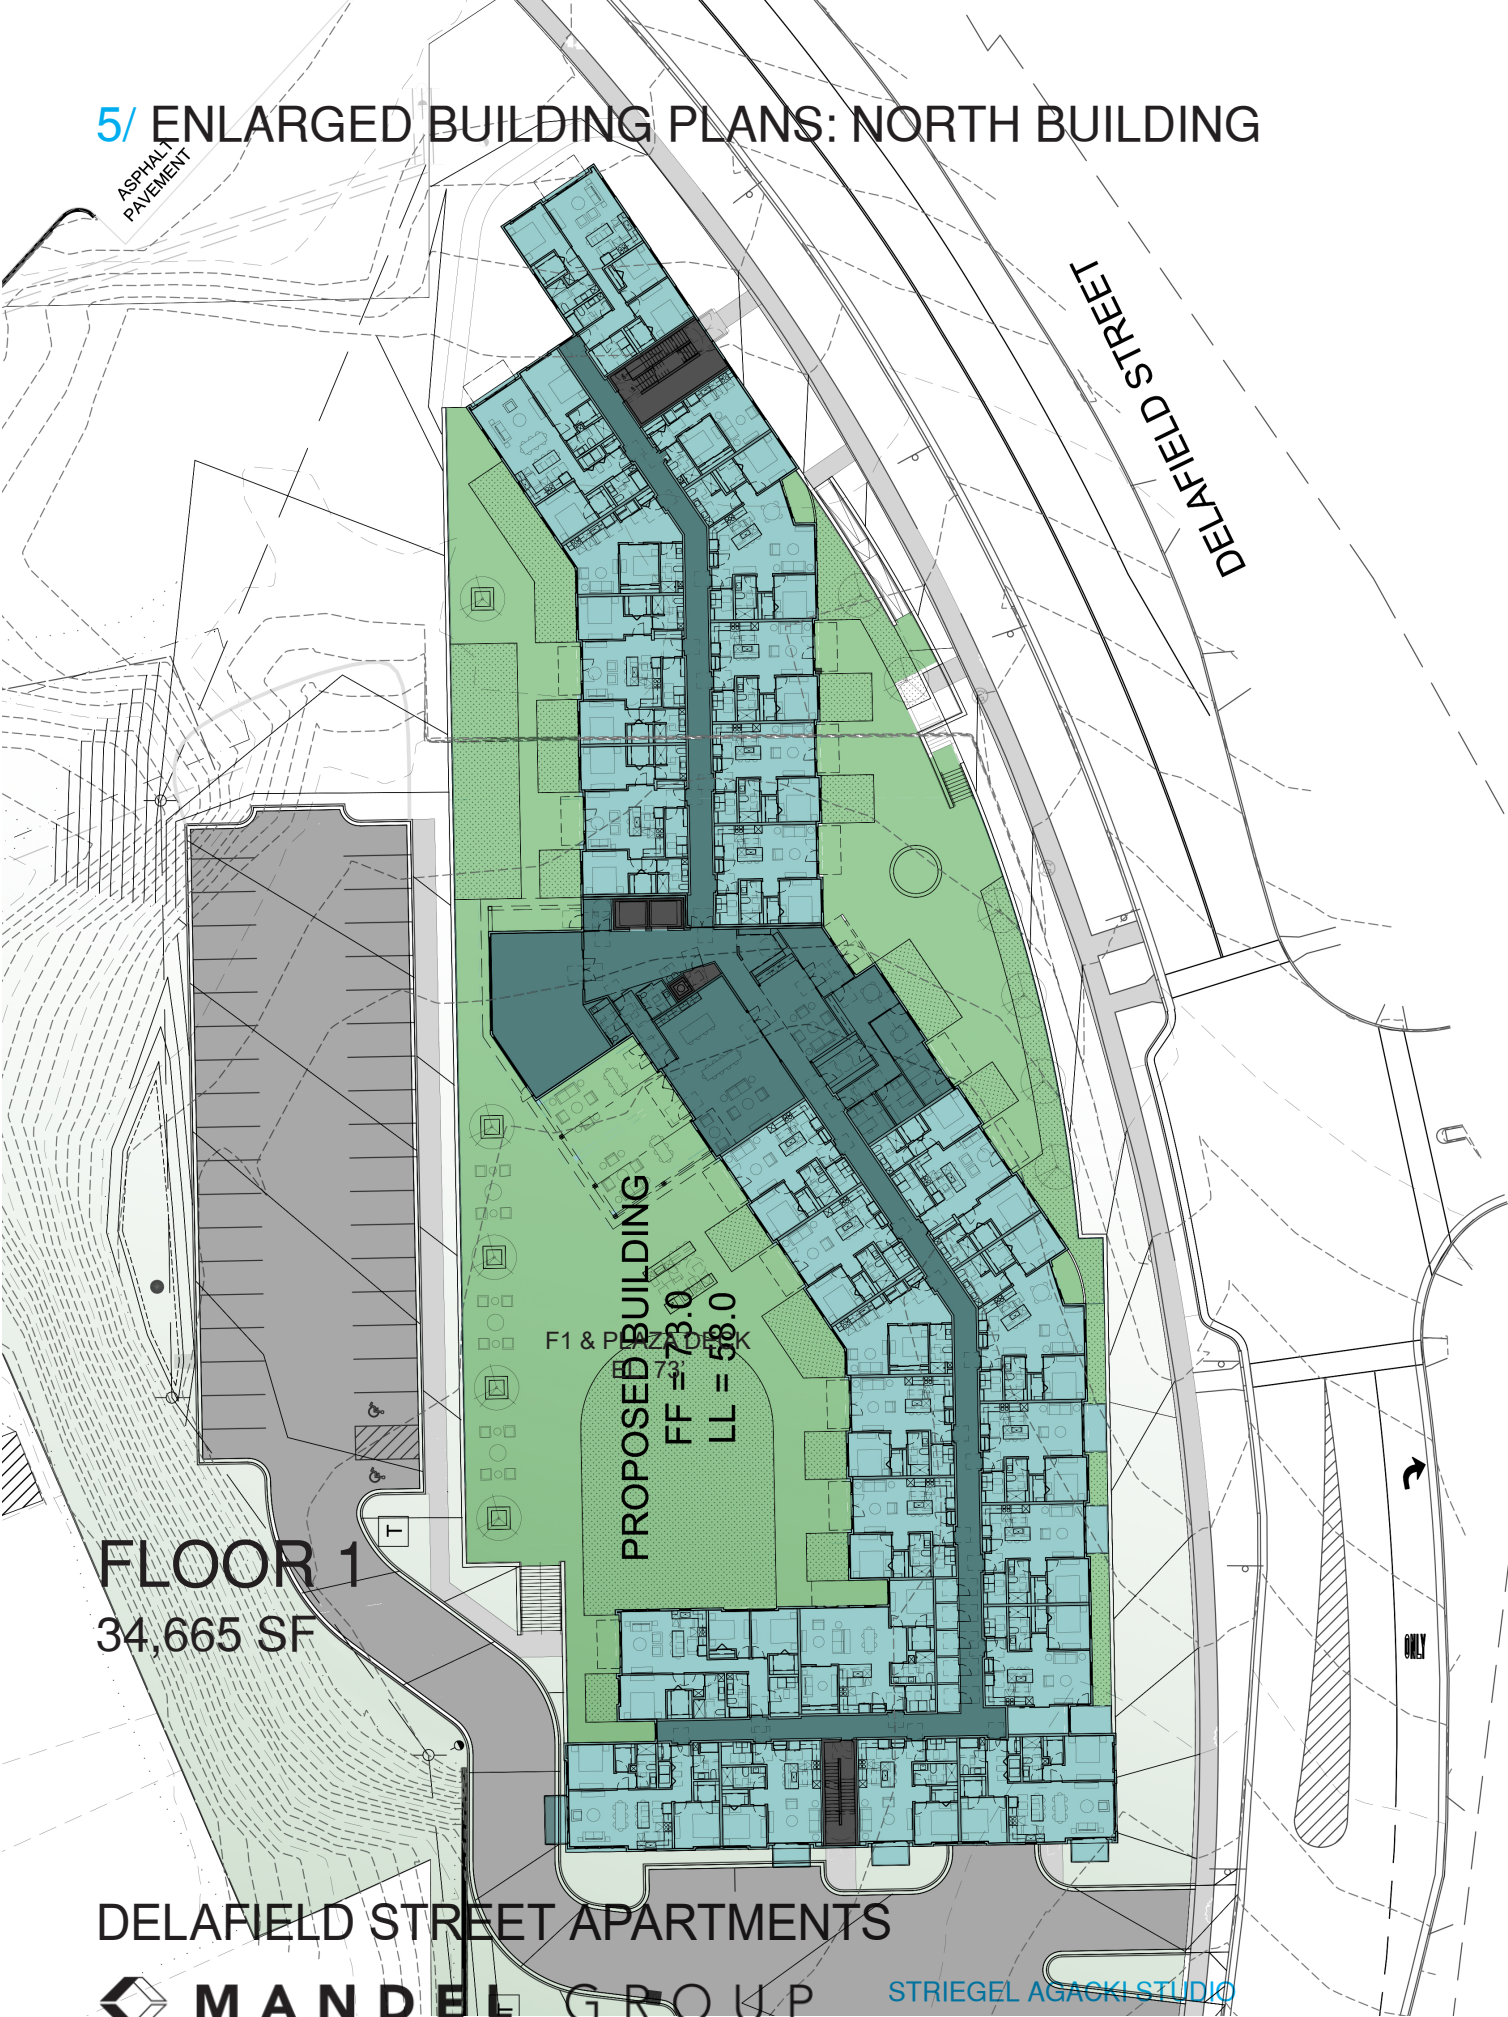 5/ ENLARGED BUILDING PLANS: NORTH BUILDING
ASPHALT
PAVEMENT
DELAFIELD STREET
PROPOSED BUILDING
FF = 73.0
LL = 58.0
F1 & PLAZA DECK
El. 73'
T
FLOOR 1
34,665 SF
ONLY
DELAFIELD STREET APARTMENTS
MANDEL GROUP
STRIEGEL AGACKI STUDIO